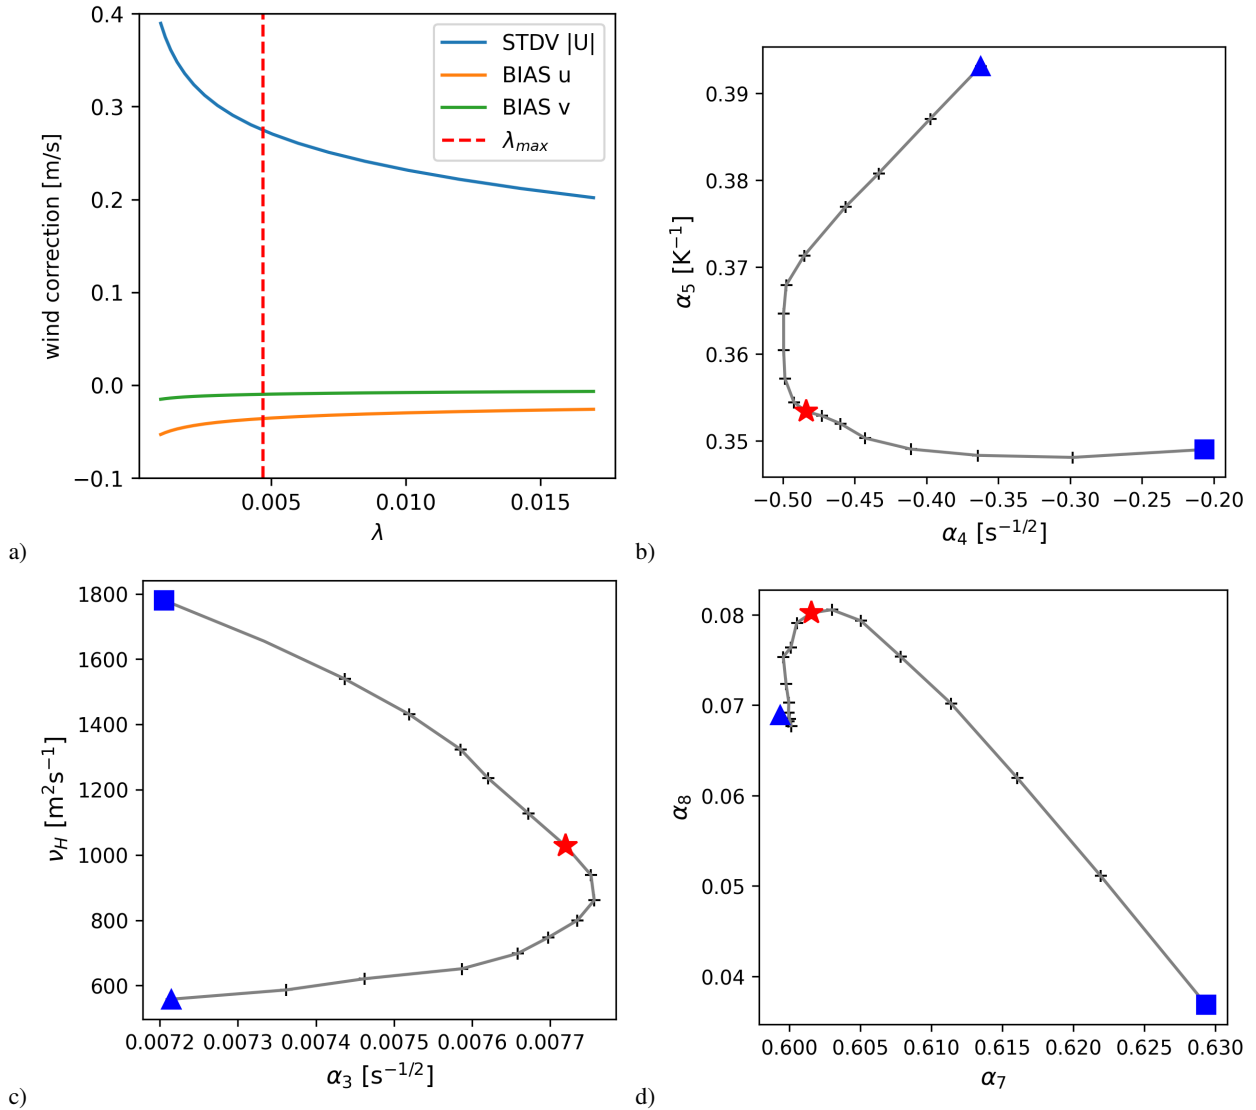 0.4
0.3
0.2
0.1
0.0
−0.1
wind correction [m/s]
STDV |U|
BIAS u
BIAS v
λmax
0.005 0.010 0.015
λ
a)
0.39
0.38
0.37
0.36
0.35
α5 [K−1]
−0.50 −0.45 −0.40 −0.35 −0.30 −0.25 −0.20
α4 [s−1/2]
b)
1800
1600
1400
1200
1000
800
600
νH [m2s−1]
0.0072 0.0073 0.0074 0.0075 0.0076 0.0077
α3 [s−1/2]
c)
0.08
0.07
0.06
0.05
0.04
α8
0.600 0.605 0.610 0.615 0.620 0.625 0.630
α7
d)